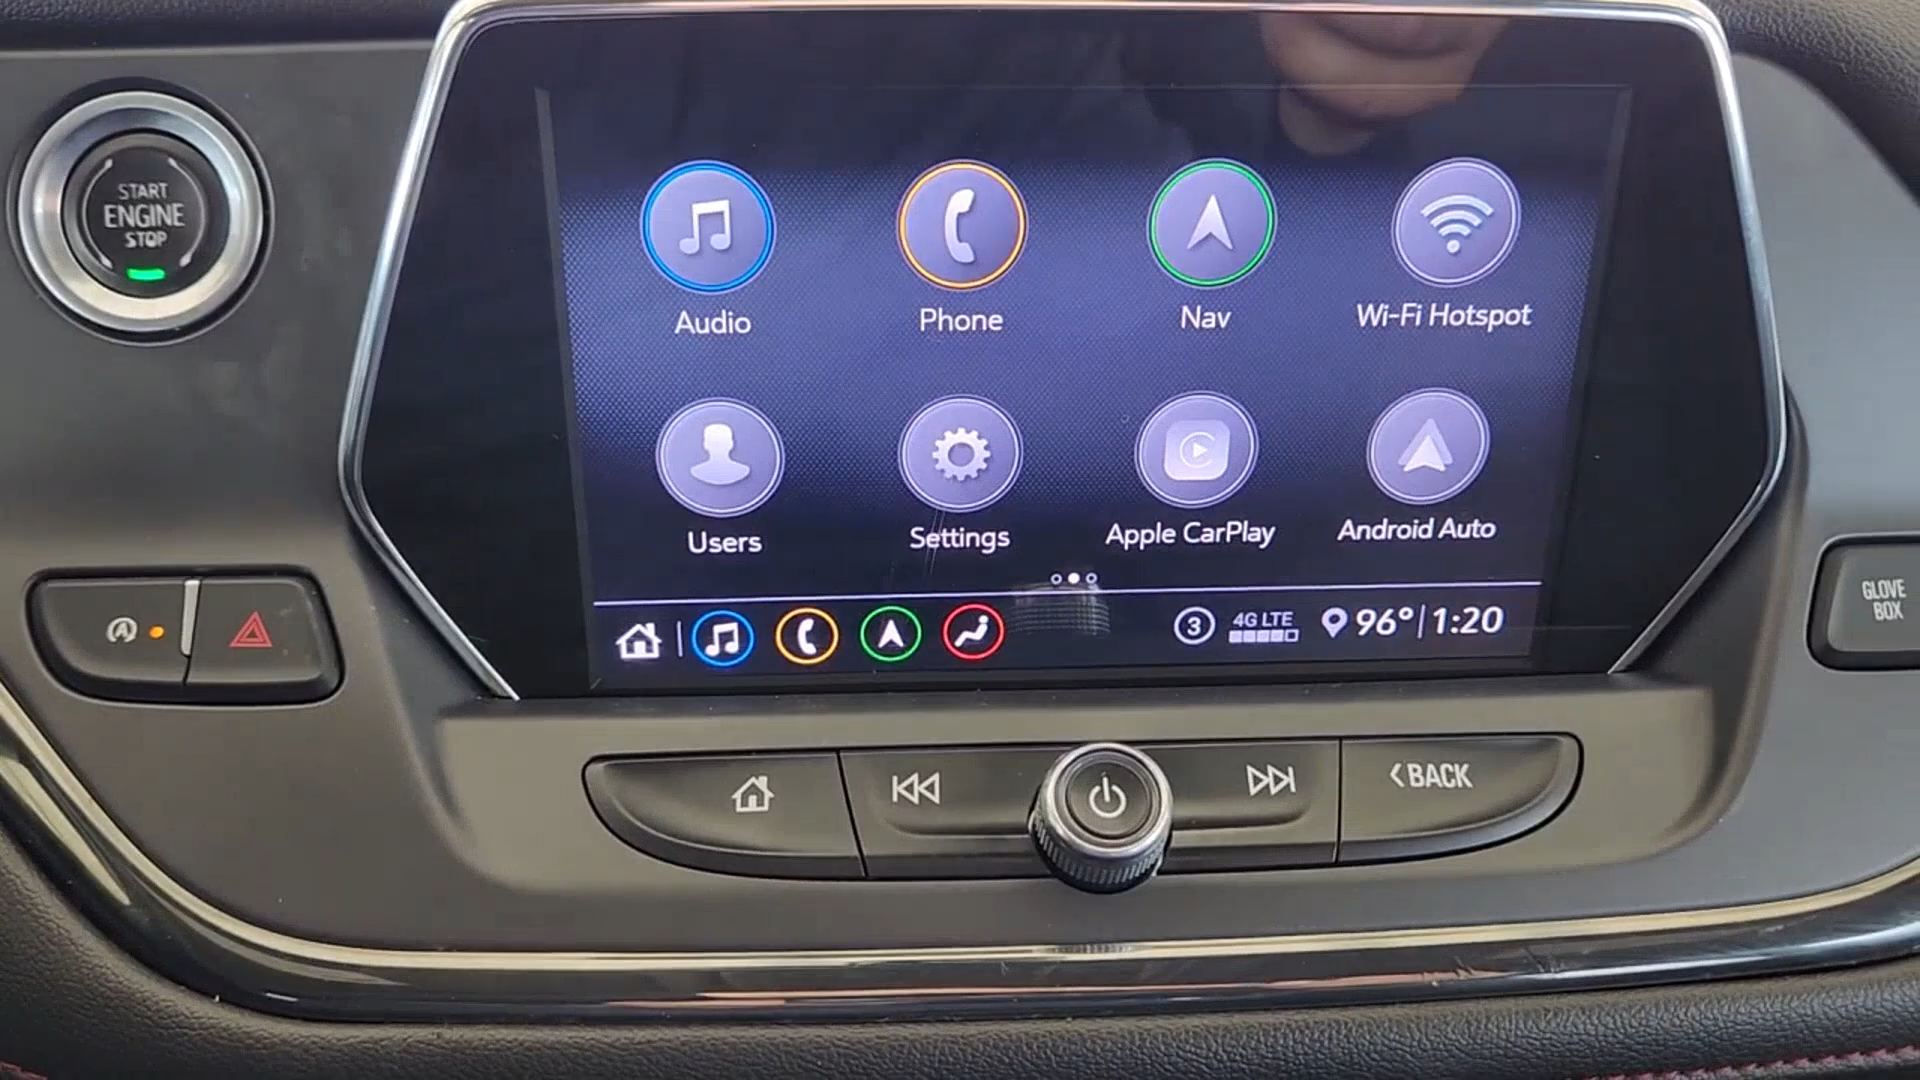 START
ENGINE
STOP
Audio
Phone
Nav
Wi-Fi Hotspot
Users
Settings
Apple CarPlay
Android Auto
3
4G LTE
96° 1:20
GLOVE
BOX
BACK